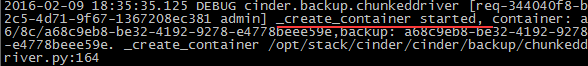 2016-02-09 18:35:35.125 DEBUG cinder.backup.chunkeddriver [req-344040f8-b
2c5-4d71-9f67-1367208ec381 admin] _create_container started, container: a
6/8c/a68c9eb8-be32-4192-9278-e4778beee59e,backup: a68c9eb8-be32-4192-9278
-e4778beee59e. _create_container /opt/stack/cinder/cinder/backup/chunkedd
river.py:164